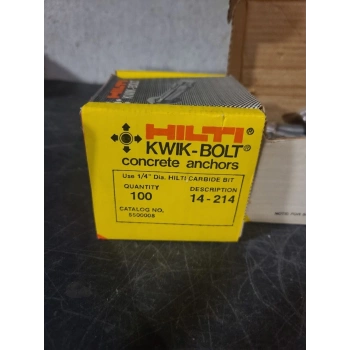 HILTI®
KWIK-BOLT®
concrete anchors
Use 1/4" Dia. HILTI CARBIDE BIT
QUANTITY DESCRIPTION
100 14-214
CATALOG NO.